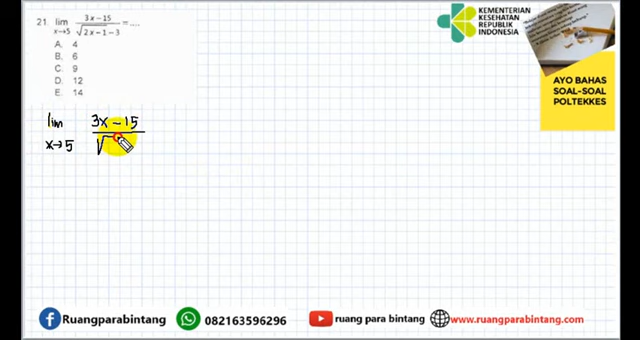 21. lim 3x-15 / √2x-1-3 = ....
x→5
A. 4
B. 6
C. 9
D. 12
E. 14
lim 3x-15 / √
x→5
KEMENTERIAN
KESEHATAN
REPUBLIK
INDONESIA
AYO BAHAS
SOAL-SOAL
POLTEKKES
Ruangparabintang
082163596296
ruang para bintang
www.ruangparabintang.com